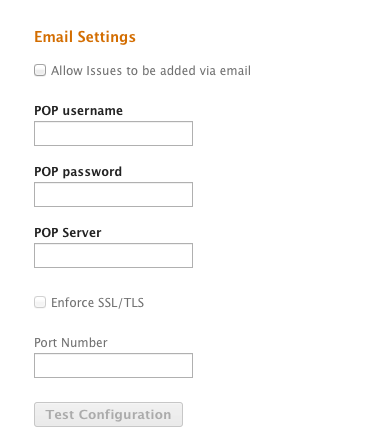 Email Settings
Allow Issues to be added via email
POP username
POP password
POP Server
Enforce SSL/TLS
Port Number
Test Configuration